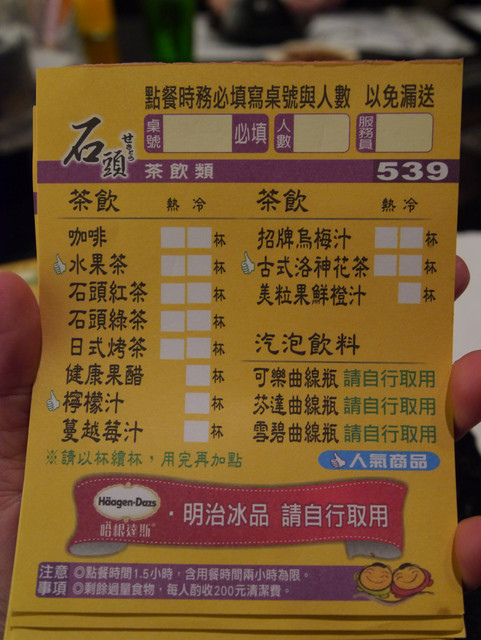 點餐時務必填寫桌號與人數 以免漏送
石頭 せきとう
桌號 必填 人數 服務員
茶飲類 539
茶飲 熱 冷
咖啡 杯
水果茶 杯
石頭紅茶 杯
石頭綠茶 杯
日式烤茶 杯
健康果醋 杯
檸檬汁 杯
蔓越莓汁 杯
茶飲 熱 冷
招牌烏梅汁 杯
古式洛神花茶 杯
美粒果鮮橙汁 杯
汽泡飲料
可樂曲線瓶 請自行取用
芬達曲線瓶 請自行取用
雪碧曲線瓶 請自行取用
※請以杯續杯,用完再加點
人氣商品
Häagen-Dazs
哈根達斯
·明治冰品 請自行取用
注意事項
◎點餐時間1.5小時,含用餐時間兩小時為限。
◎剩餘過量食物,每人酌收200元清潔費。